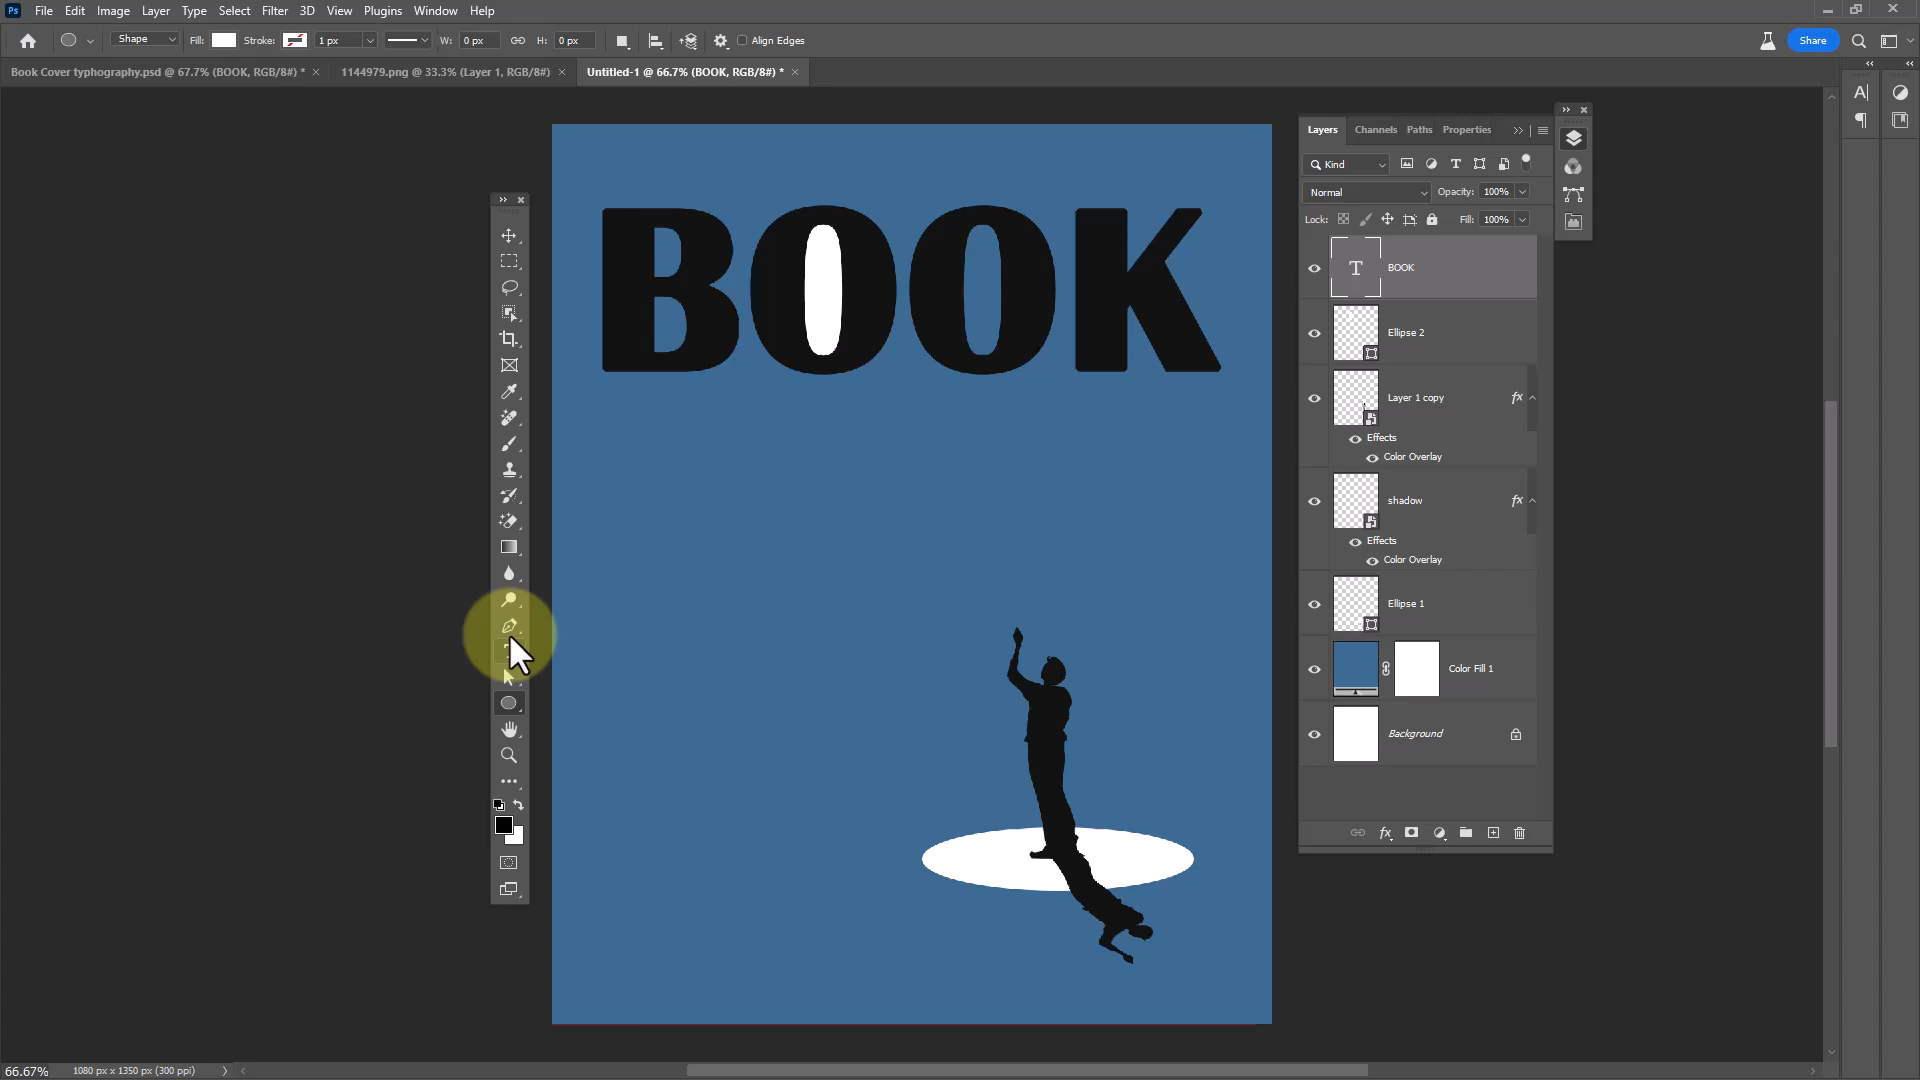 Ps File Edit Image Layer Type Select Filter 3D View Plugins Window Help
Shape Fill: Stroke: 1 px W: 0 px H: 0 px Align Edges Share
Book Cover typhography.psd @ 67.7% (BOOK, RGB/8#) * × 1144979.png @ 33.3% (Layer 1, RGB/8#) × Untitled-1 @ 66.7% (BOOK, RGB/8#) * ×
BOOK
Layers Channels Paths Properties
Kind
Normal Opacity: 100%
Lock: Fill: 100%
T BOOK
Ellipse 2
Layer 1 copy fx
Effects
Color Overlay
shadow fx
Effects
Color Overlay
Ellipse 1
Color Fill 1
Background
fx
66.67% 1080 px x 1350 px (300 ppi)